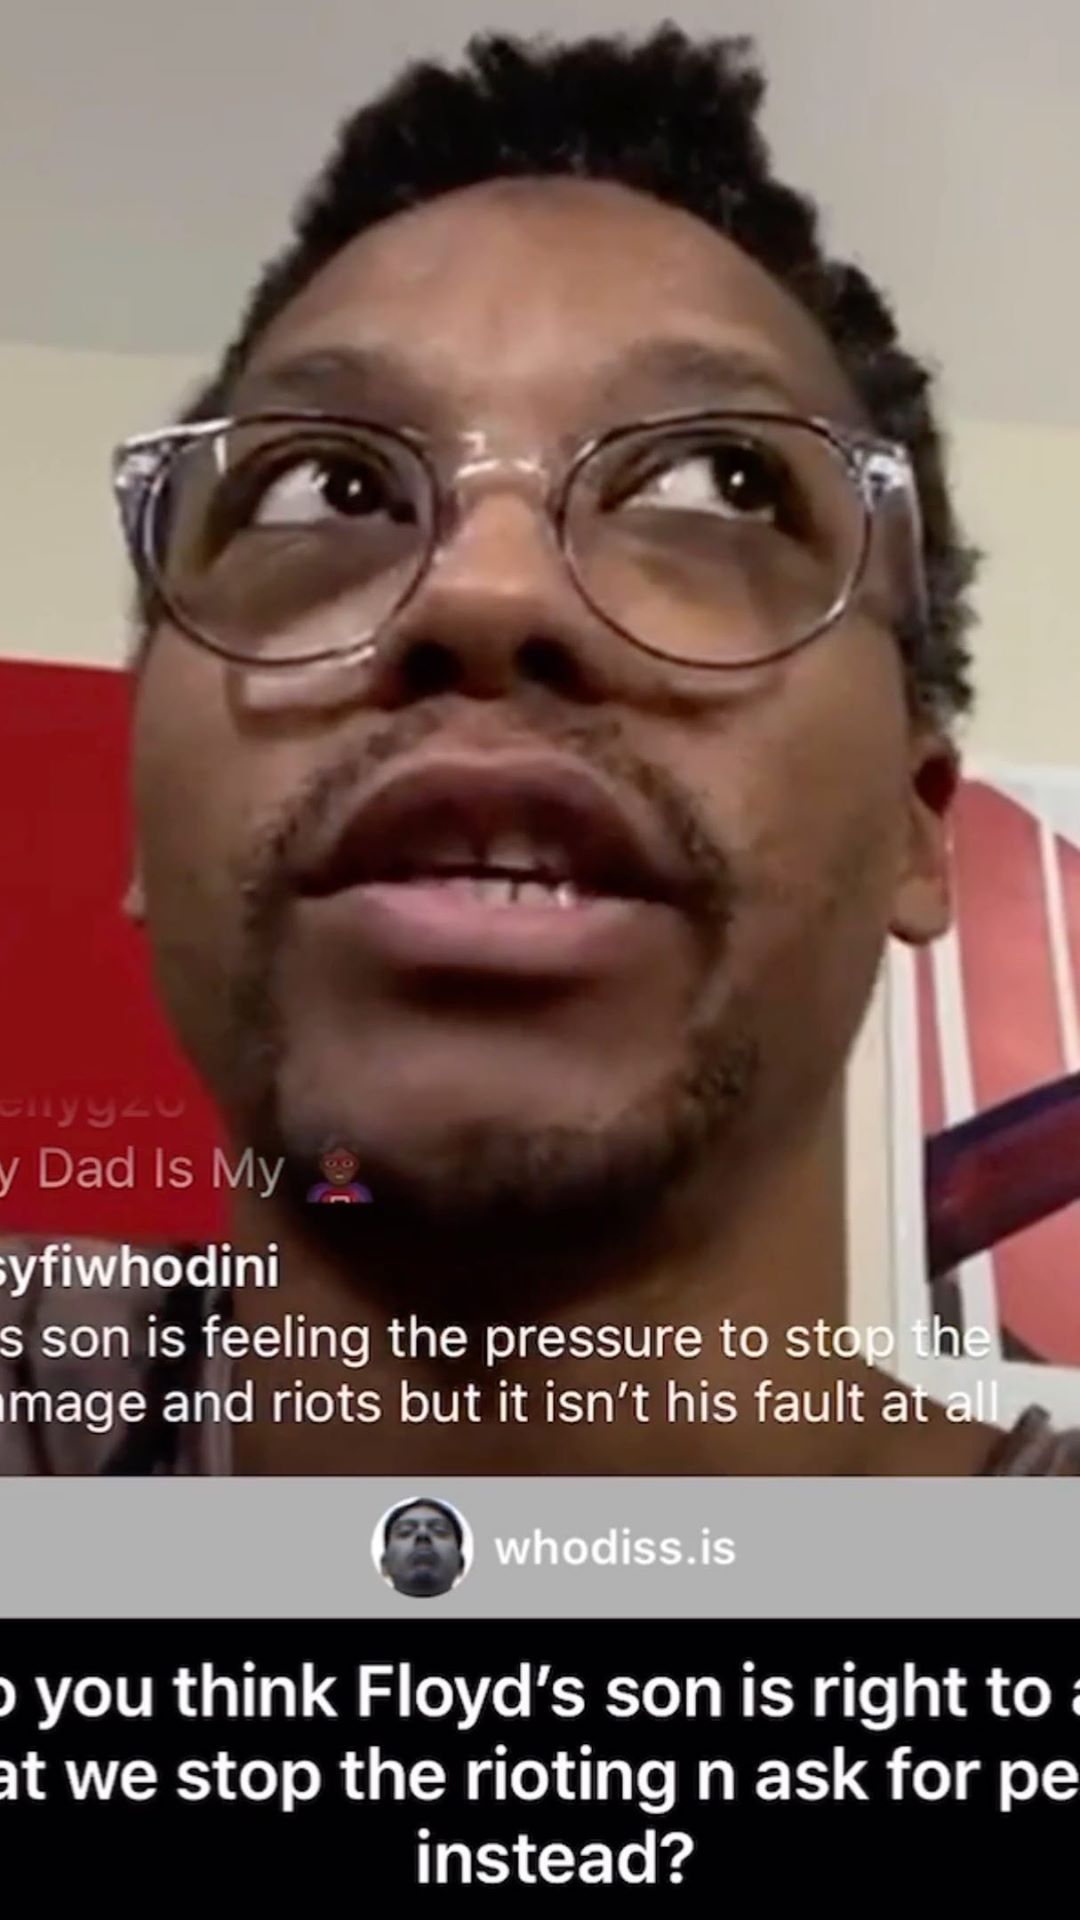 y Dad Is My
syfiwhodini
s son is feeling the pressure to stop the
amage and riots but it isn't his fault at all
whodiss.is
o you think Floyd's son is right to a
at we stop the rioting n ask for pe
instead?